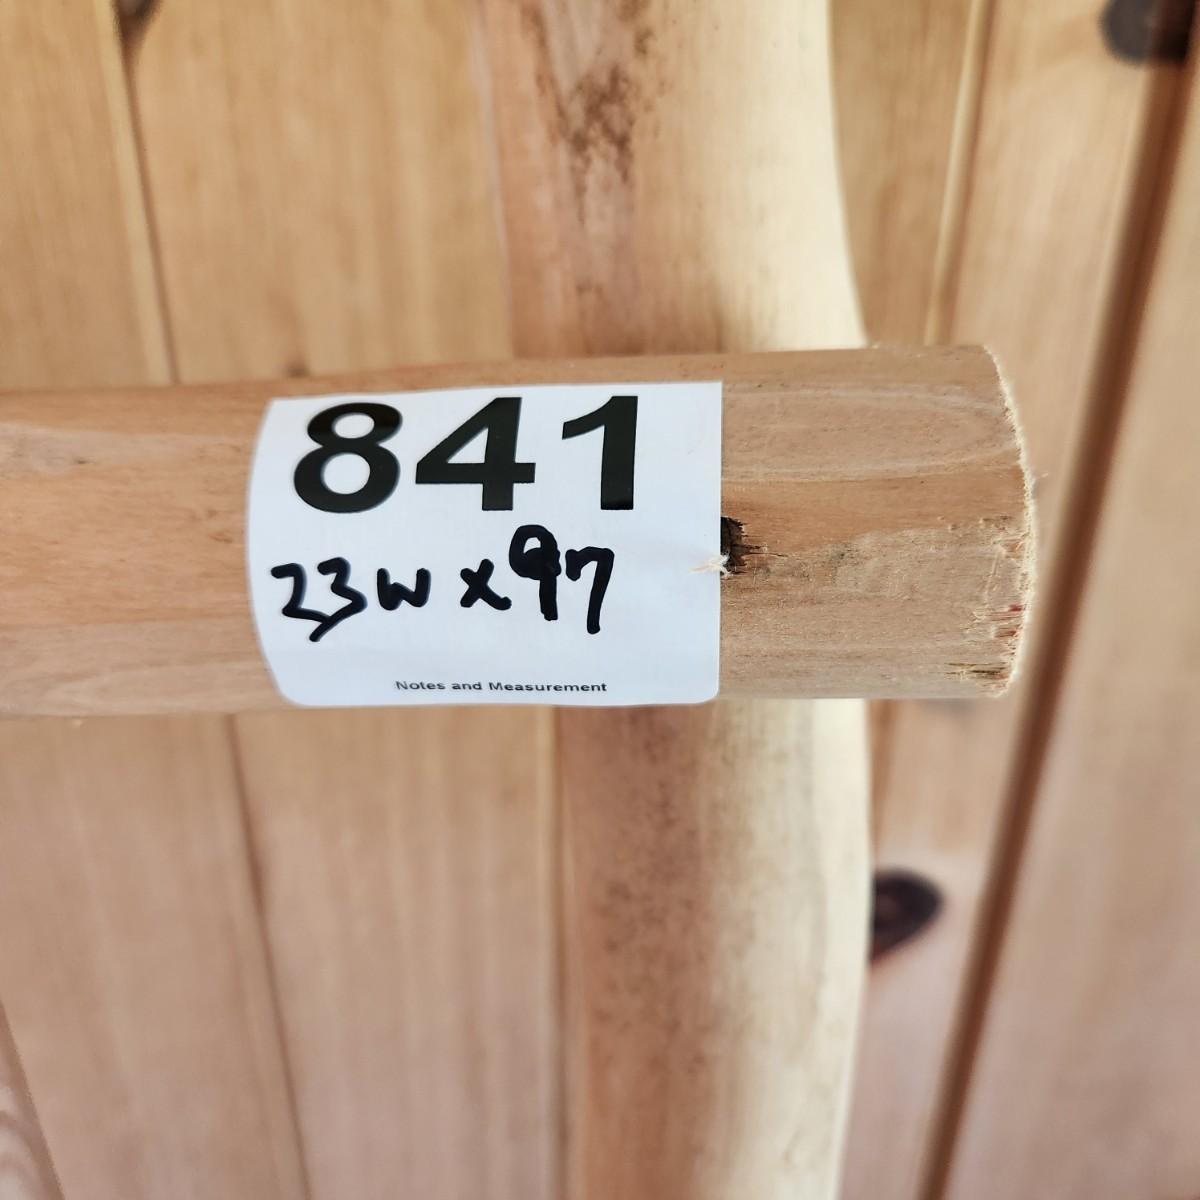 841
23W x 97
Notes and Measurement